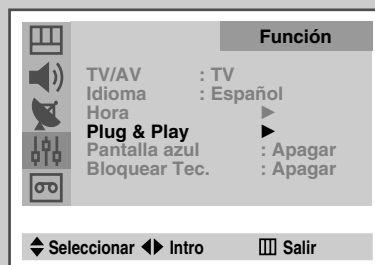 Función
TV/AV : TV
Idioma : Español
Hora ►
Plug & Play ►
Pantalla azul : Apagar
Bloquear Tec. : Apagar
Seleccionar Intro Salir